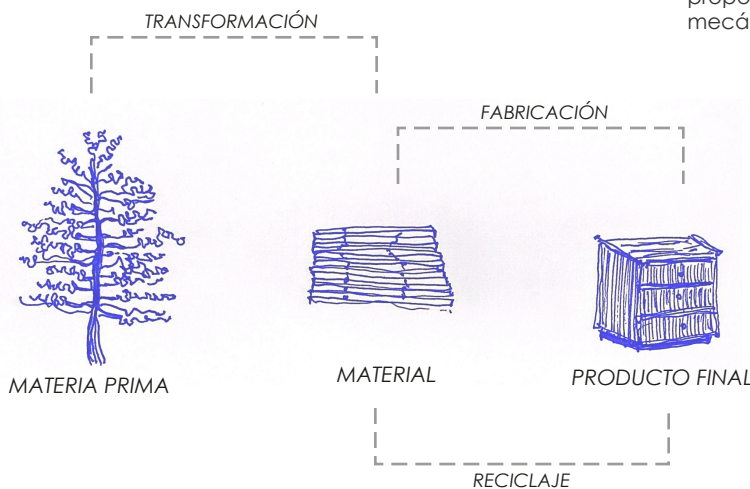 TRANSFORMACIÓN
FABRICACIÓN
MATERIA PRIMA
MATERIAL
PRODUCTO FINAL
RECICLAJE